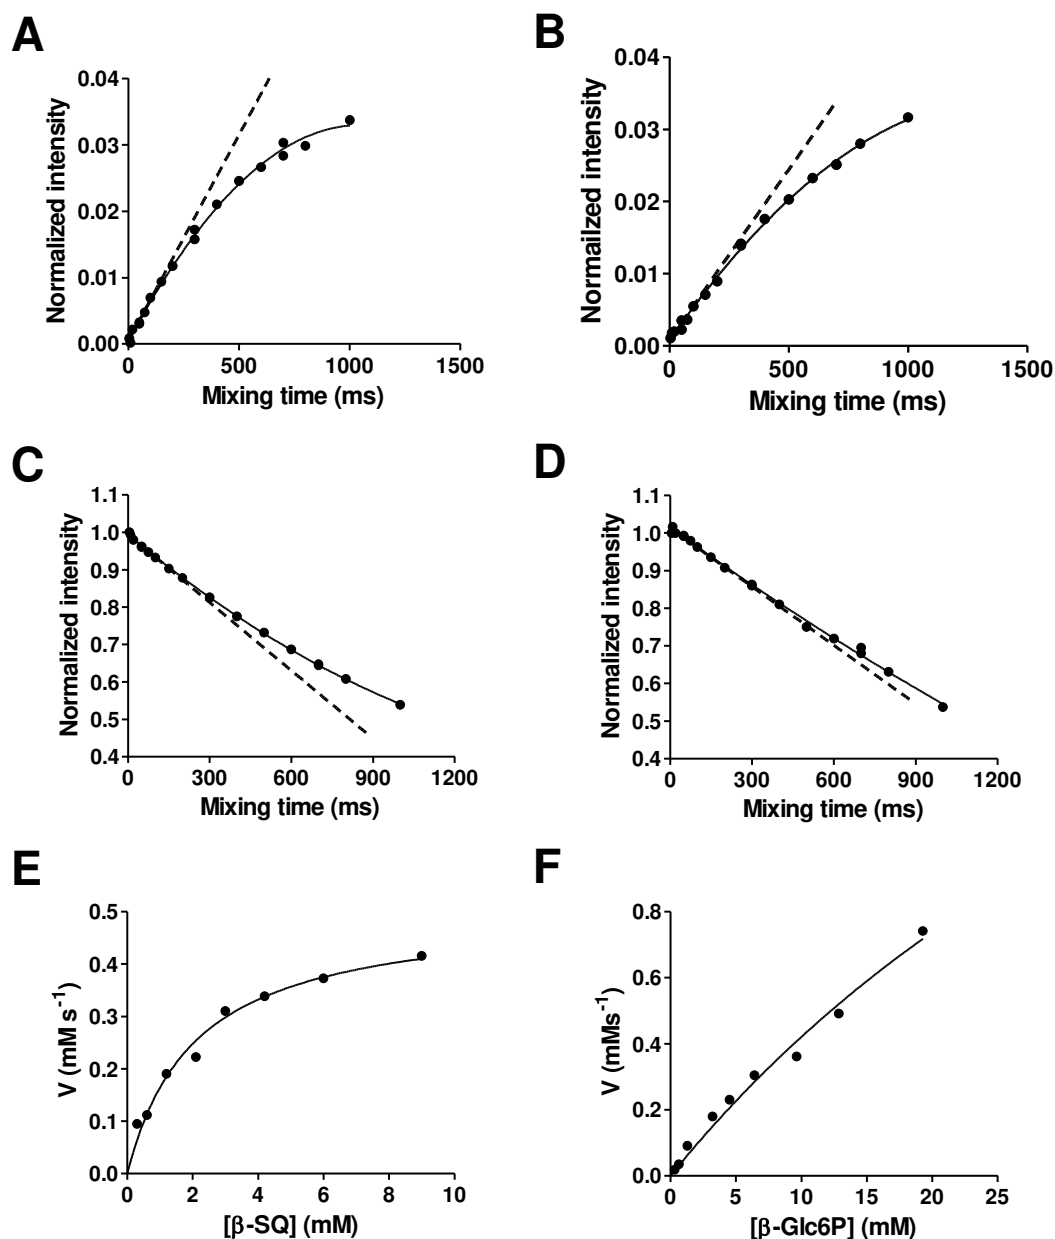 A
Normalized intensity
0.04
0.03
0.02
0.01
0.00
0 500 1000 1500
Mixing time (ms)
B
Normailzed intensity
0.04
0.03
0.02
0.01
0.00
0 500 1000 1500
Mixing time (ms)
C
Normalized intensity
1.1
1.0
0.9
0.8
0.7
0.6
0.5
0.4
0 300 600 900 1200
Mixing time (ms)
D
Normalized intensity
1.1
1.0
0.9
0.8
0.7
0.6
0.5
0.4
0 300 600 900 1200
Mixing time (ms)
E
V (mM s⁻¹)
0.5
0.4
0.3
0.2
0.1
0.0
0 2 4 6 8 10
[β-SQ] (mM)
F
V (mMs⁻¹)
0.8
0.6
0.4
0.2
0.0
0 5 10 15 20 25
[β-Glc6P] (mM)